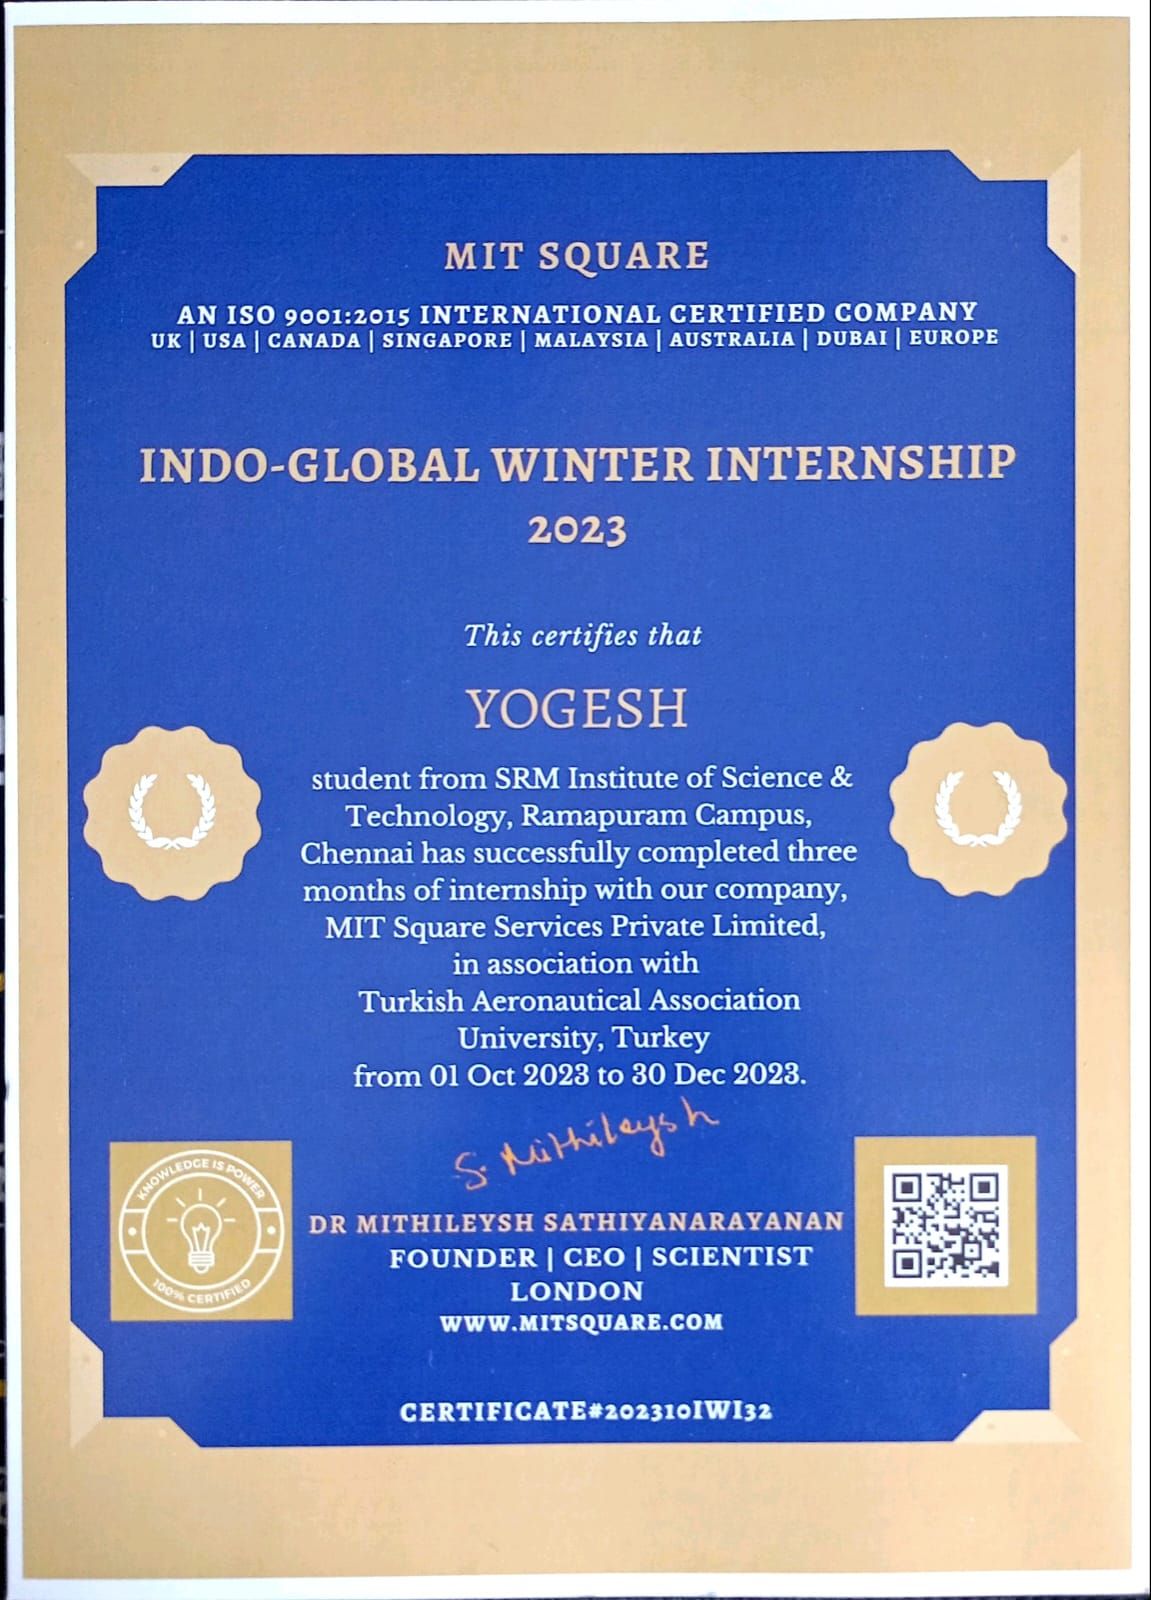 MIT SQUARE
AN ISO 9001:2015 INTERNATIONAL CERTIFIED COMPANY
UK | USA | CANADA | SINGAPORE | MALAYSIA | AUSTRALIA | DUBAI | EUROPE
INDO-GLOBAL WINTER INTERNSHIP
2023
This certifies that
YOGESH
student from SRM Institute of Science &
Technology, Ramapuram Campus,
Chennai has successfully completed three
months of internship with our company,
MIT Square Services Private Limited,
in association with
Turkish Aeronautical Association
University, Turkey
from 01 Oct 2023 to 30 Dec 2023.
S. Mithileysh
KNOWLEDGE IS POWER
100% CERTIFIED
DR MITHILEYSH SATHIYANARAYANAN
FOUNDER | CEO | SCIENTIST
LONDON
WWW.MITSQUARE.COM
CERTIFICATE#202310IWI32